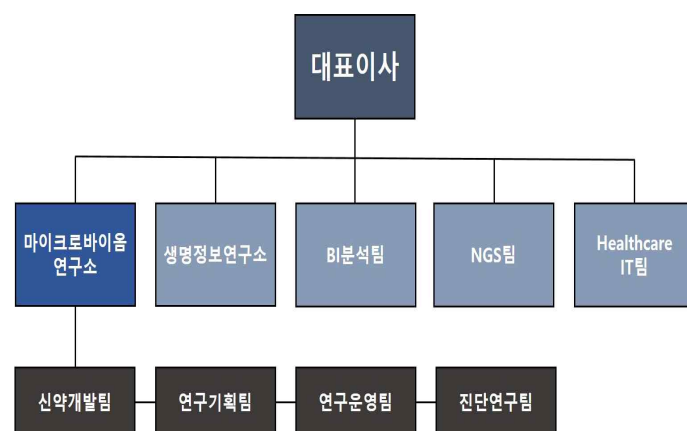 대표이사
마이크로바이옴
연구소
생명정보연구소
BI분석팀
NGS팀
Healthcare
IT팀
신약개발팀
연구기획팀
연구운영팀
진단연구팀